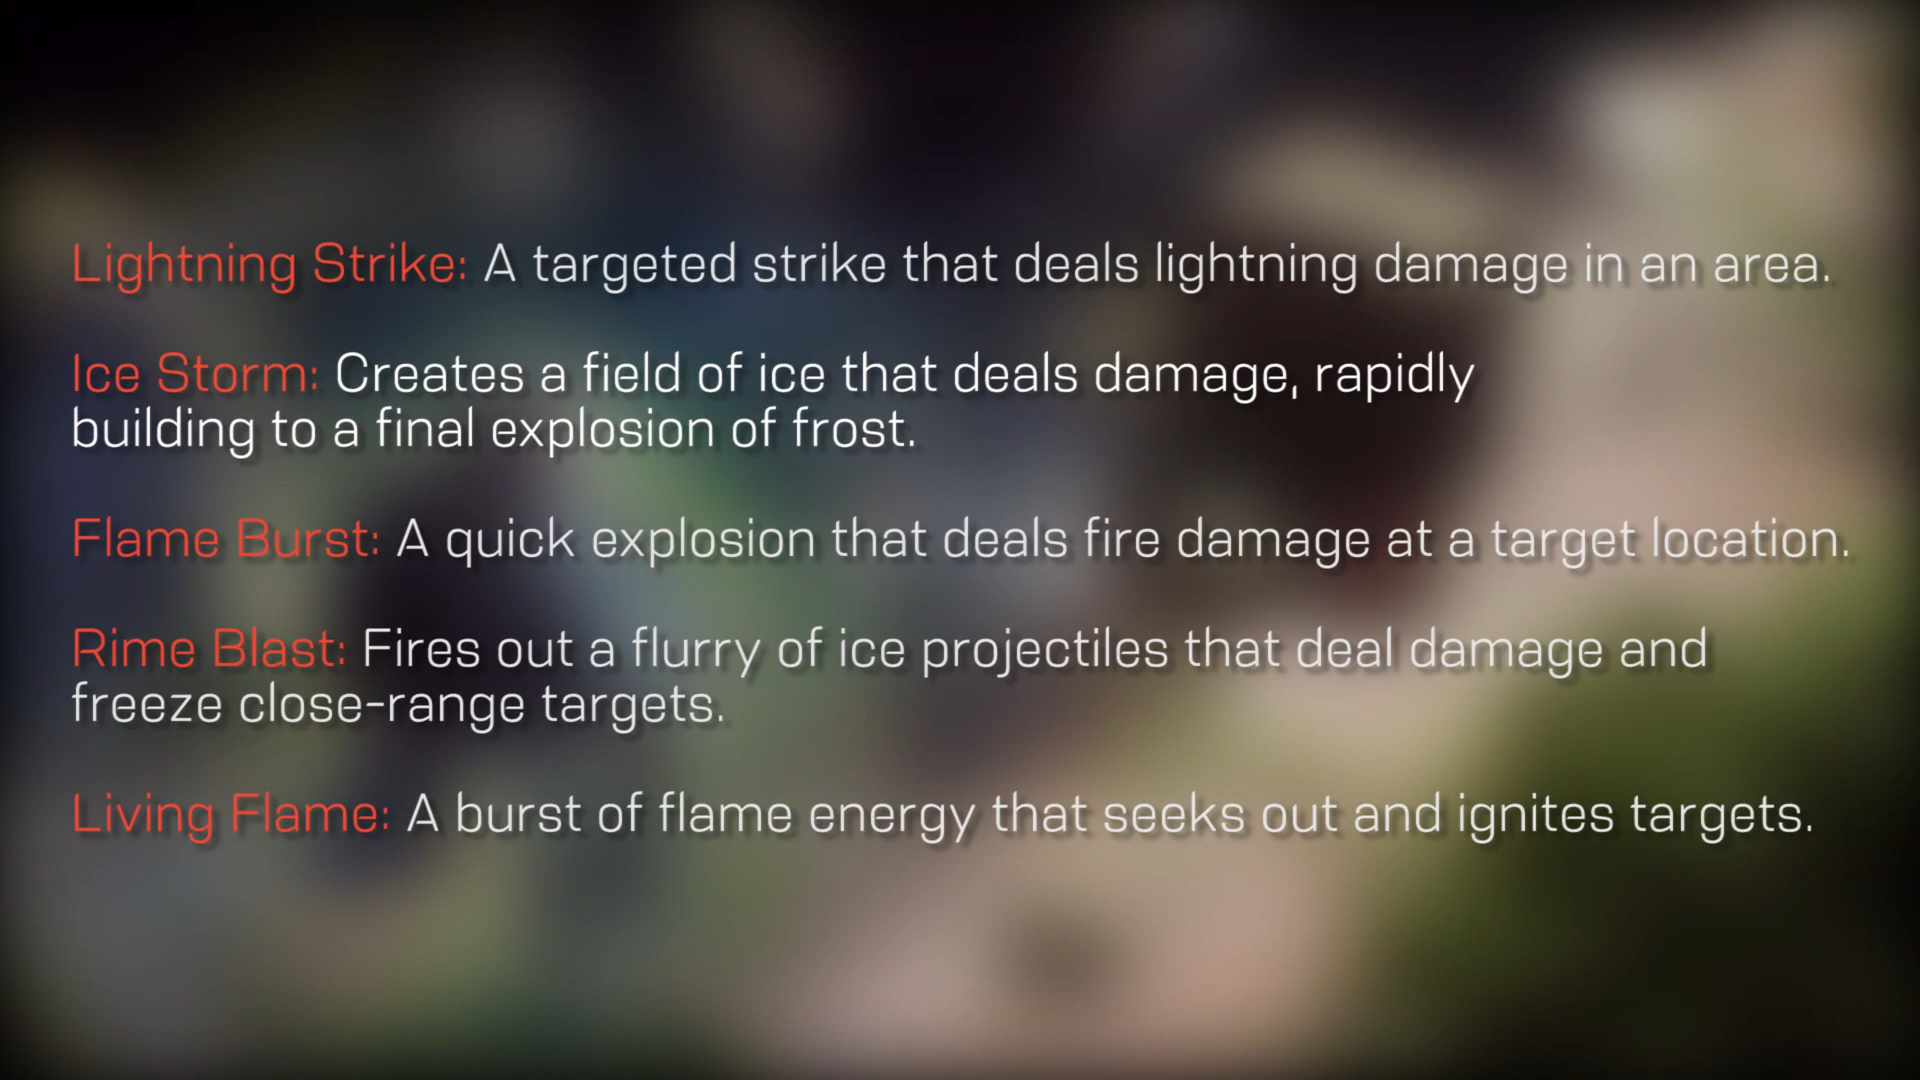 Lightning Strike: A targeted strike that deals lightning damage in an area.
Ice Storm: Creates a field of ice that deals damage, rapidly
building to a final explosion of frost.
Flame Burst: A quick explosion that deals fire damage at a target location.
Rime Blast: Fires out a flurry of ice projectiles that deal damage and
freeze close-range targets.
Living Flame: A burst of flame energy that seeks out and ignites targets.